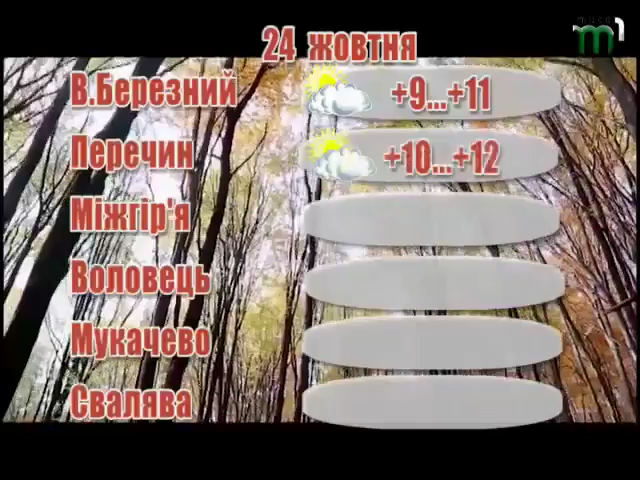 24 жовтня
В.Березний +9...+11
Перечин +10...+12
Міжгір'я
Воловець
Мукачево
Свалява